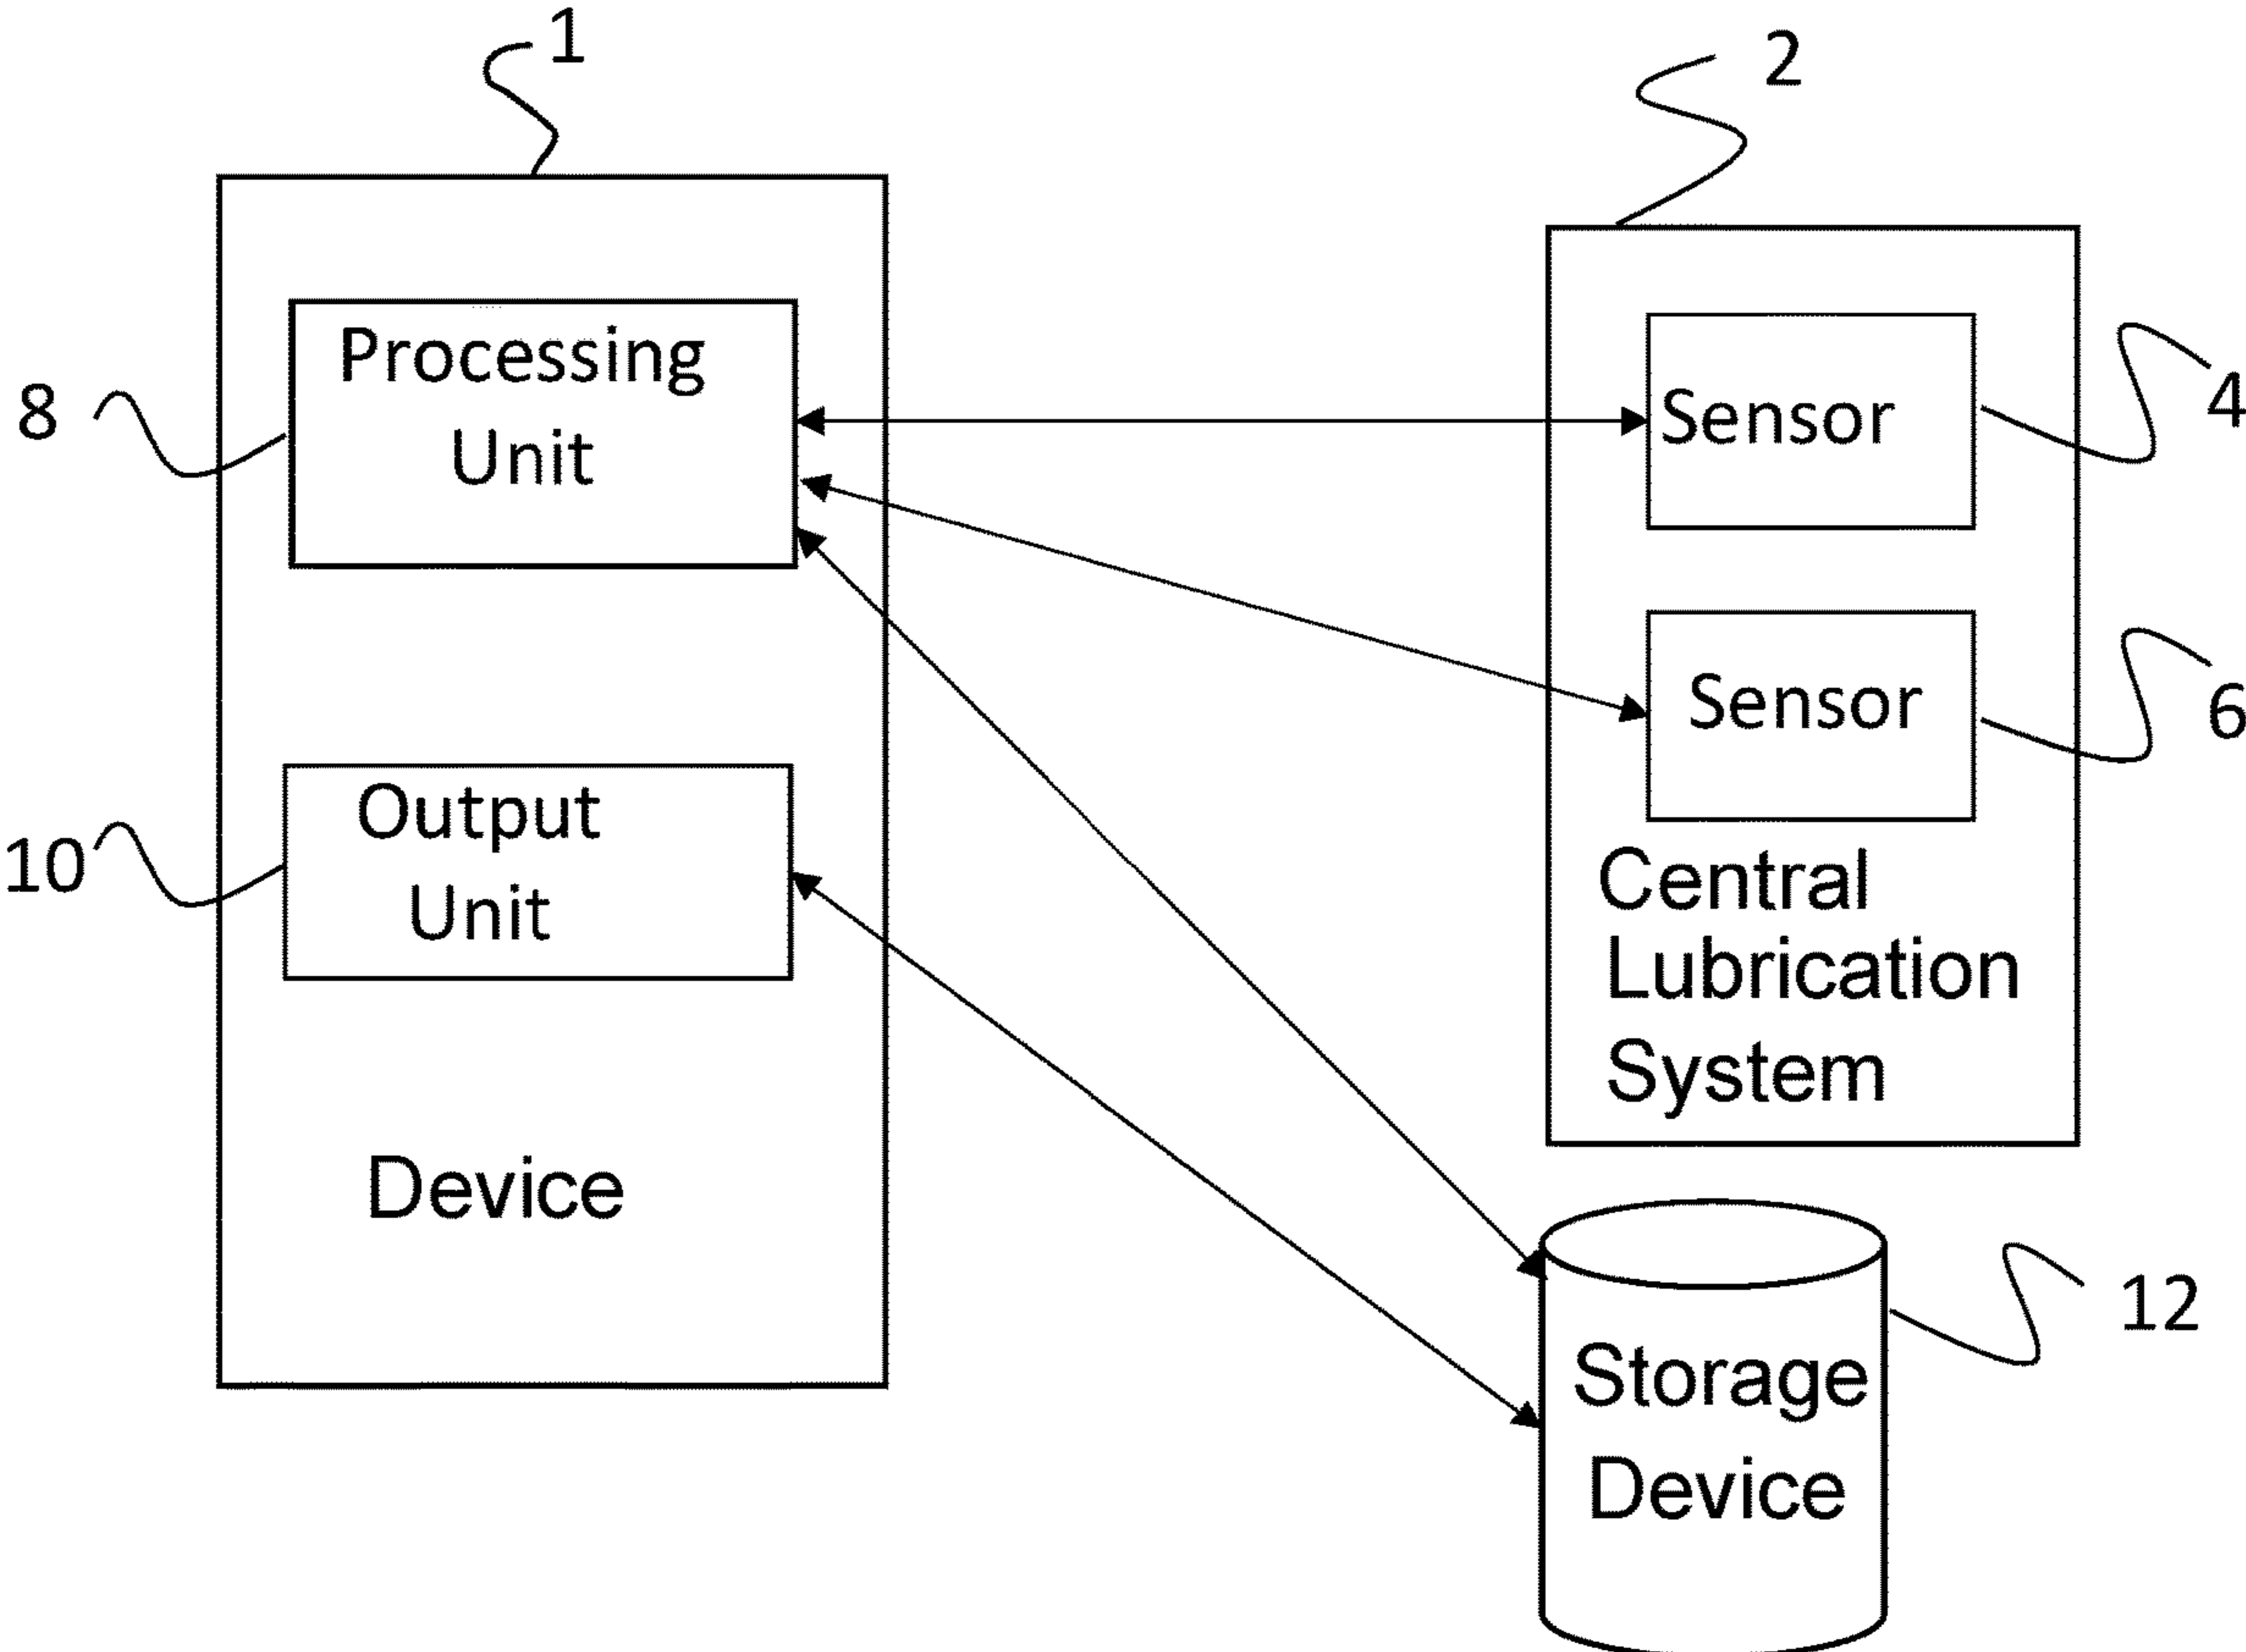 1
2
Processing
Unit
8
Sensor
4
Sensor
6
Output
Unit
10
Central
Lubrication
System
Device
12
Storage
Device